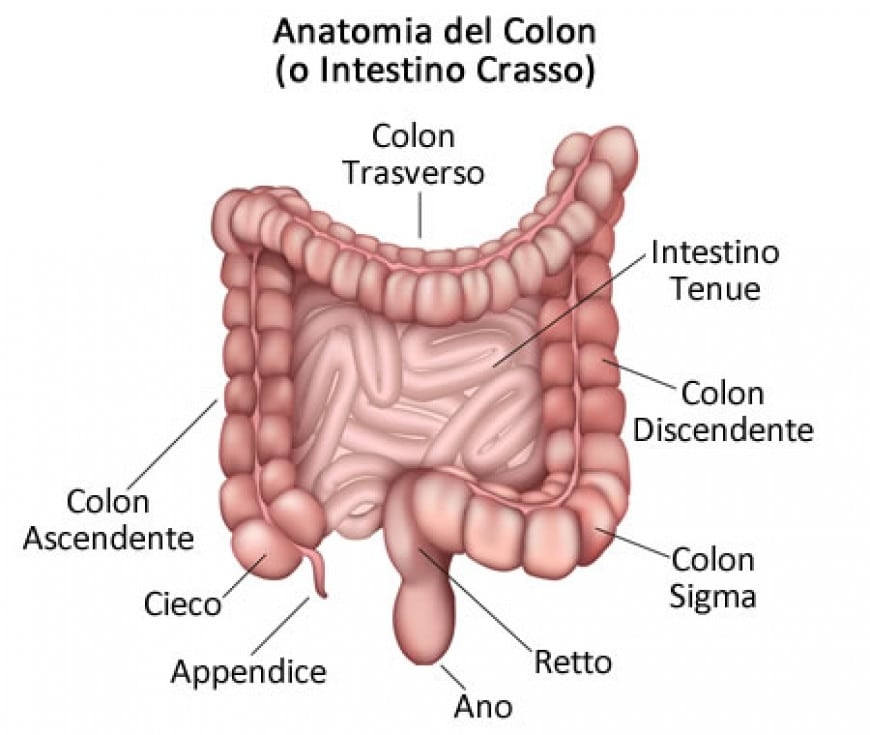 Anatomia del Colon
(o Intestino Crasso)
Colon
Trasverso
Intestino
Tenue
Colon
Discendente
Colon
Ascendente
Colon
Sigma
Cieco
Appendice
Retto
Ano